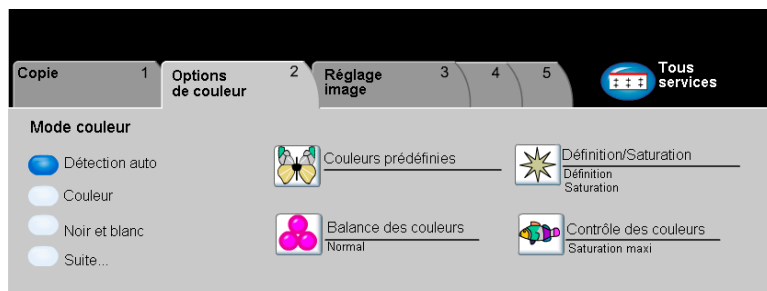 Copie 1
Options de couleur 2
Réglage image 3
4
5
Tous services
Mode couleur
Détection auto
Couleur
Noir et blanc
Suite...
Couleurs prédéfinies
Définition/Saturation
Définition
Saturation
Balance des couleurs
Normal
Contrôle des couleurs
Saturation maxi